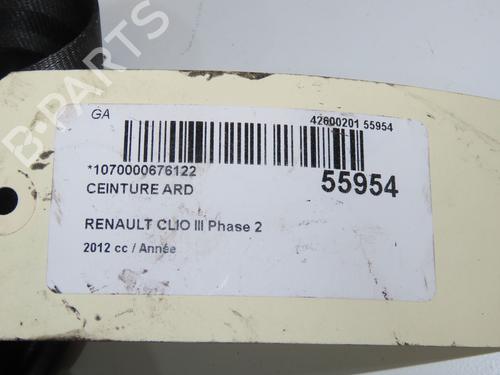 B-PARTS
GA
42600201 55954
*1070000676122
55954
CEINTURE ARD
RENAULT CLIO III Phase 2
2012 cc / Année